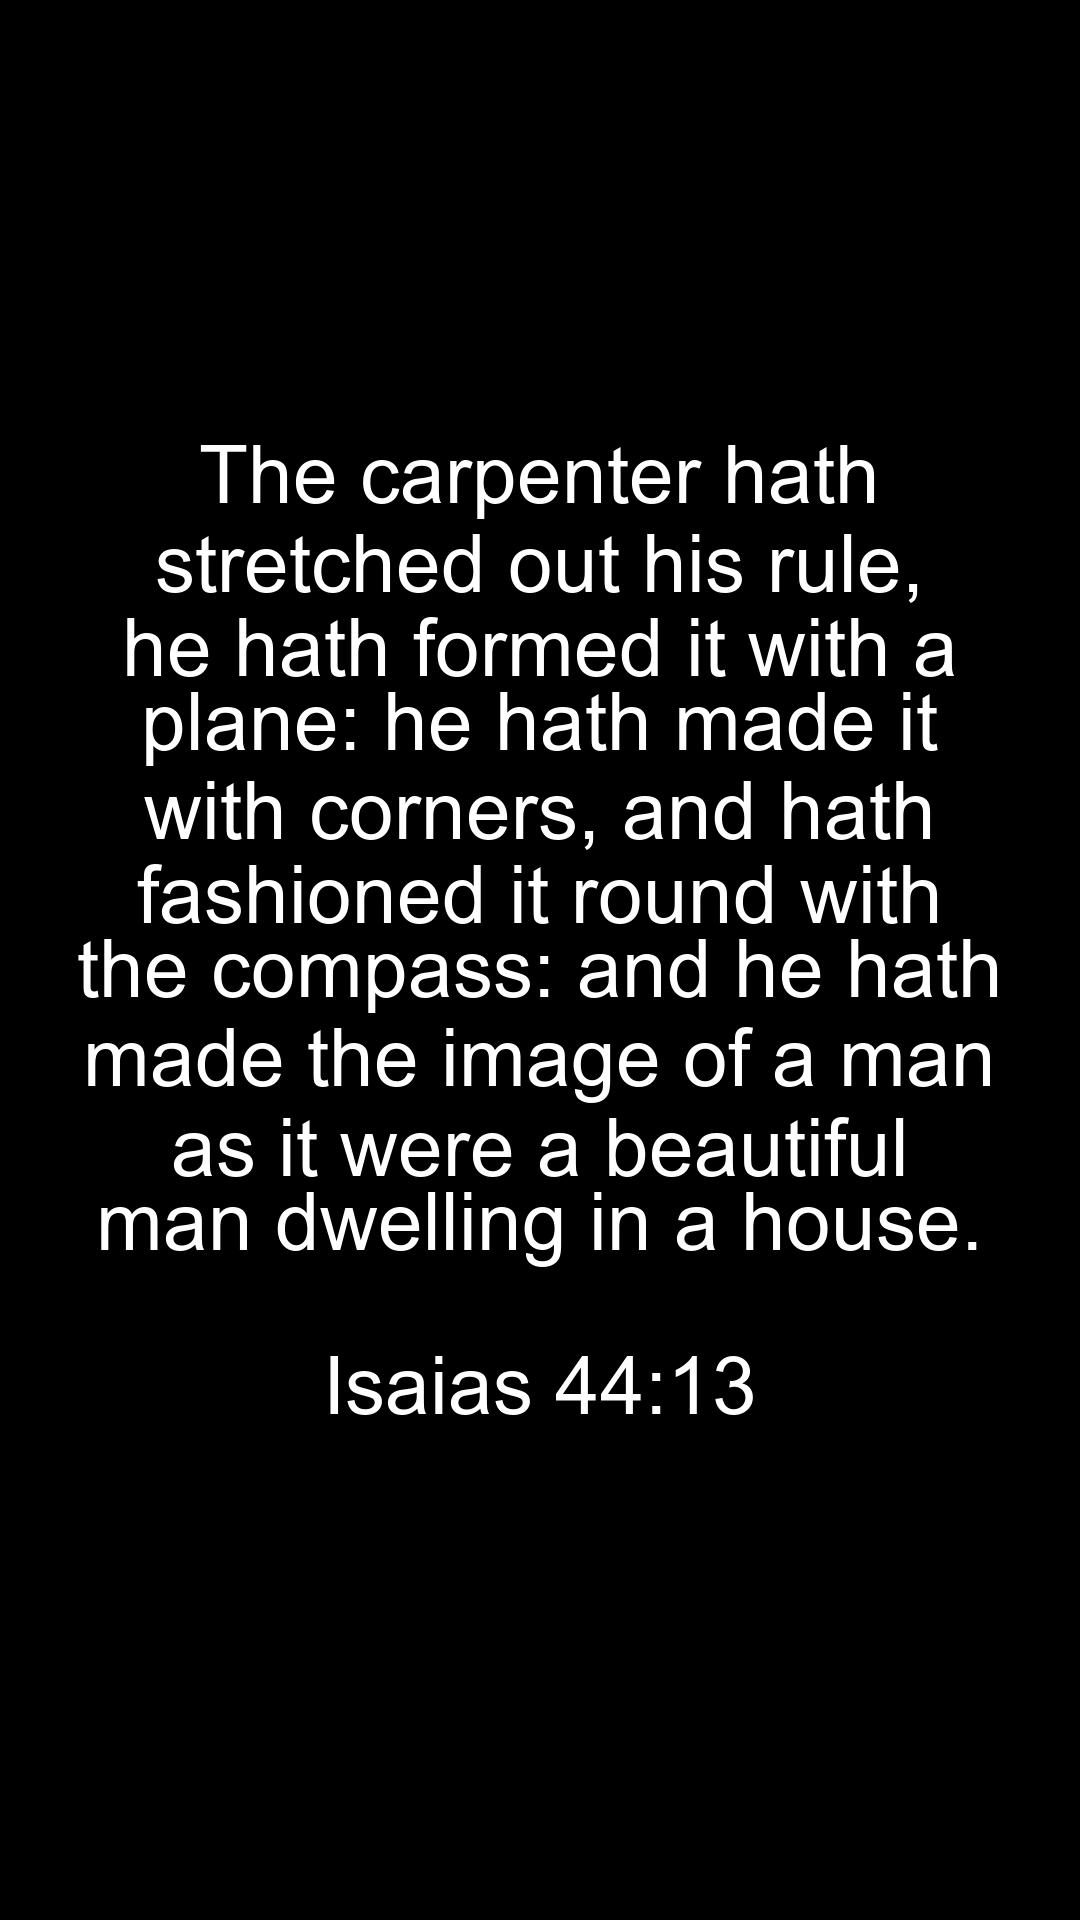 The carpenter hath
stretched out his rule,
he hath formed it with a
plane: he hath made it
with corners, and hath
fashioned it round with
the compass: and he hath
made the image of a man
as it were a beautiful
man dwelling in a house.
Isaias 44:13